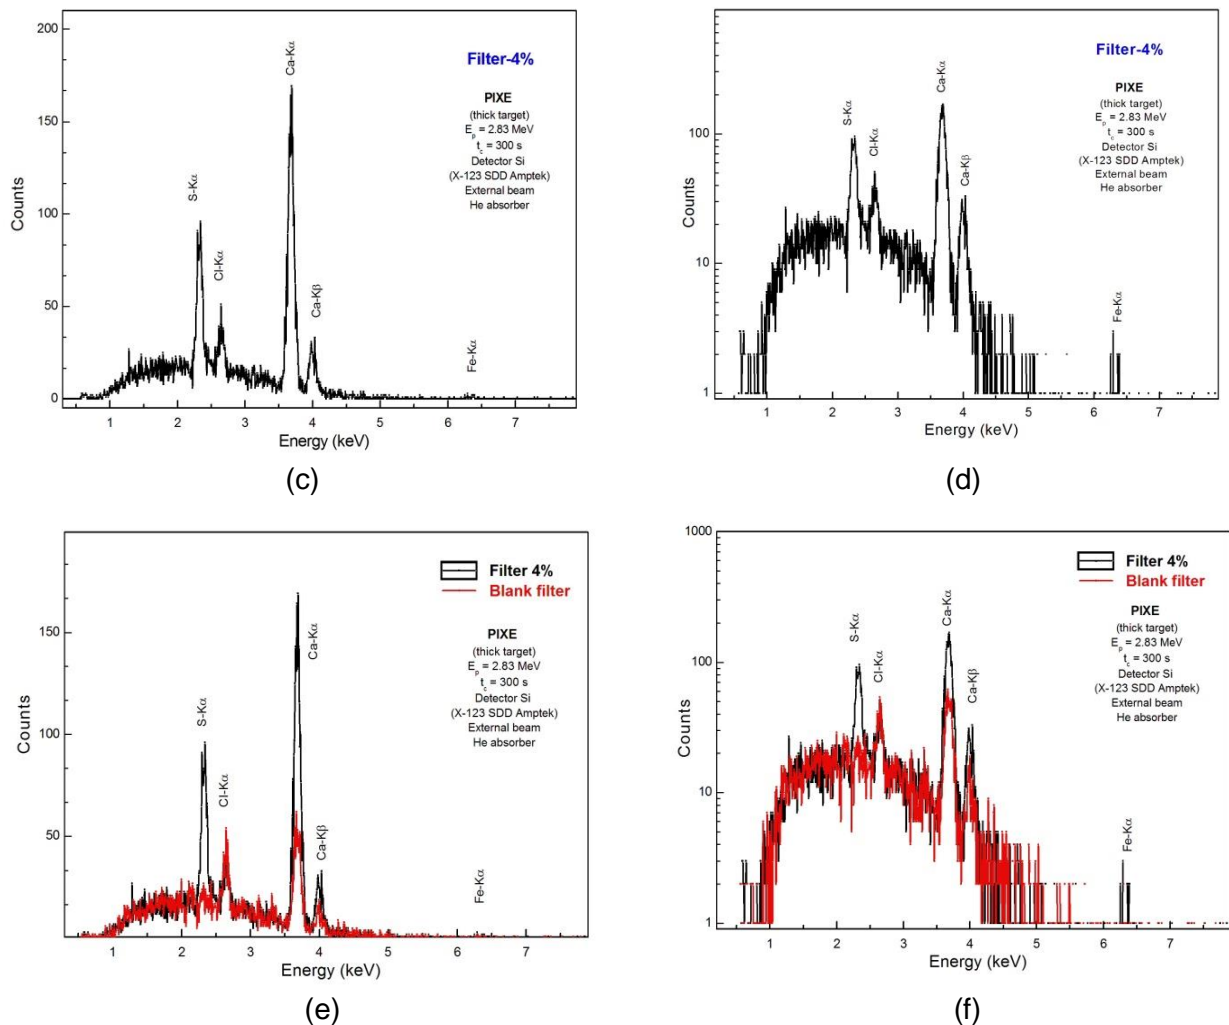 200
150
100
50
0
Counts
S-Kα
Cl-Kα
Ca-Kα
Ca-Kβ
Fe-Kα
Filter-4%
PIXE
(thick target)
Ep = 2.83 MeV
tc = 300 s
Detector Si
(X-123 SDD Amptek)
External beam
He absorber
1 2 3 4 5 6 7
Energy (keV)
(c)
100
10
1
Counts
S-Kα
Cl-Kα
Ca-Kα
Ca-Kβ
Fe-Kα
Filter-4%
PIXE
(thick target)
Ep = 2.83 MeV
tc = 300 s
Detector Si
(X-123 SDD Amptek)
External beam
He absorber
1 2 3 4 5 6 7
Energy (keV)
(d)
150
100
50
Counts
S-Kα
Cl-Kα
Ca-Kα
Ca-Kβ
Fe-Kα
Filter 4%
Blank filter
PIXE
(thick target)
Ep = 2.83 MeV
tc = 300 s
Detector Si
(X-123 SDD Amptek)
External beam
He absorber
1 2 3 4 5 6 7
Energy (keV)
(e)
1000
100
10
1
Counts
S-Kα
Cl-Kα
Ca-Kα
Ca-Kβ
Fe-Kα
Filter 4%
Blank filter
PIXE
(thick target)
Ep = 2.83 MeV
tc = 300 s
Detector Si
(X-123 SDD Amptek)
External beam
He absorber
1 2 3 4 5 6 7
Energy (keV)
(f)